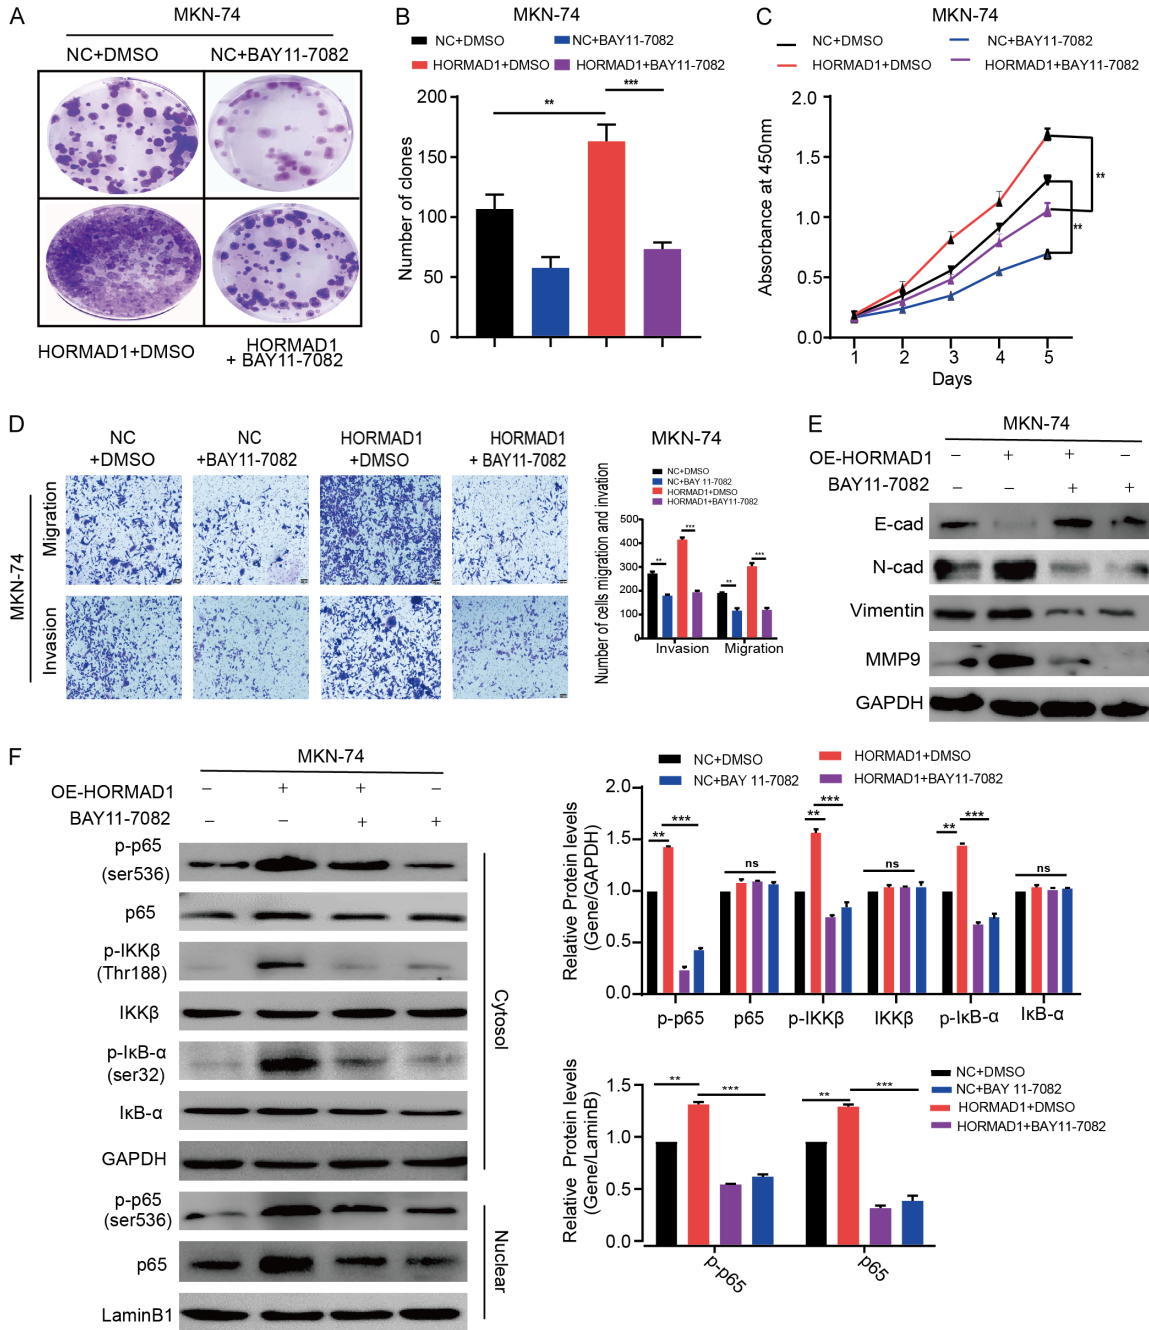 A
MKN-74
NC+DMSO
NC+BAY11-7082
HORMAD1+DMSO
HORMAD1
+ BAY11-7082
B
MKN-74
NC+DMSO
NC+BAY11-7082
HORMAD1+DMSO
HORMAD1+BAY11-7082
Number of clones
200
150
100
50
0
**
***
C
MKN-74
NC+DMSO
NC+BAY11-7082
HORMAD1+DMSO
HORMAD1+BAY11-7082
Absorbance at 450nm
2.0
1.5
1.0
0.5
0.0
1 2 3 4 5
Days
**
**
D
NC
+DMSO
NC
+BAY11-7082
HORMAD1
+DMSO
HORMAD1
+ BAY11-7082
MKN-74
Migration
Invasion
MKN-74
NC+DMSO
NC+BAY 11-7082
HORMAD1+DMSO
HORMAD1+BAY11-7082
Number of cells migration and invation
500
400
300
200
100
0
** *** ** ***
Invasion Migration
E
MKN-74
OE-HORMAD1 – + + –
BAY11-7082 – – + +
E-cad
N-cad
Vimentin
MMP9
GAPDH
F
MKN-74
OE-HORMAD1 – + + –
BAY11-7082 – – + +
p-p65
(ser536)
p65
p-IKKβ
(Thr188)
IKKβ
p-IκB-α
(ser32)
IκB-α
GAPDH
Cytosol
p-p65
(ser536)
p65
LaminB1
Nuclear
NC+DMSO
HORMAD1+DMSO
NC+BAY 11-7082
HORMAD1+BAY11-7082
Relative Protein levels
(Gene/GAPDH)
2.0
1.5
1.0
0.5
0.0
** *** ns ** *** ns ** *** ns
p-p65 p65 p-IKKβ IKKβ p-IκB-α IκB-α
NC+DMSO
NC+BAY 11-7082
HORMAD1+DMSO
HORMAD1+BAY11-7082
Relative Protein levels
(Gene/LaminB)
1.5
1.0
0.5
0.0
** *** ** ***
p-p65 p65